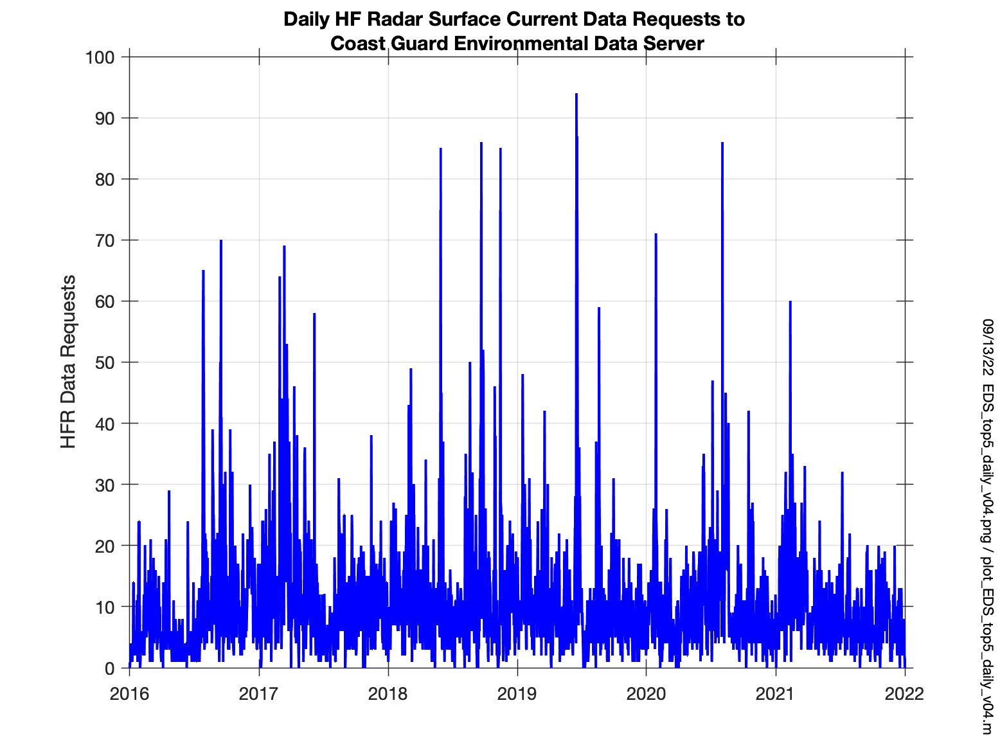 Daily HF Radar Surface Current Data Requests to
Coast Guard Environmental Data Server
100
90
80
70
60
50
40
30
20
10
0
HFR Data Requests
2016 2017 2018 2019 2020 2021 2022
09/13/22 EDS_top5_daily_v04.png / plot_EDS_top5_daily_v04.m